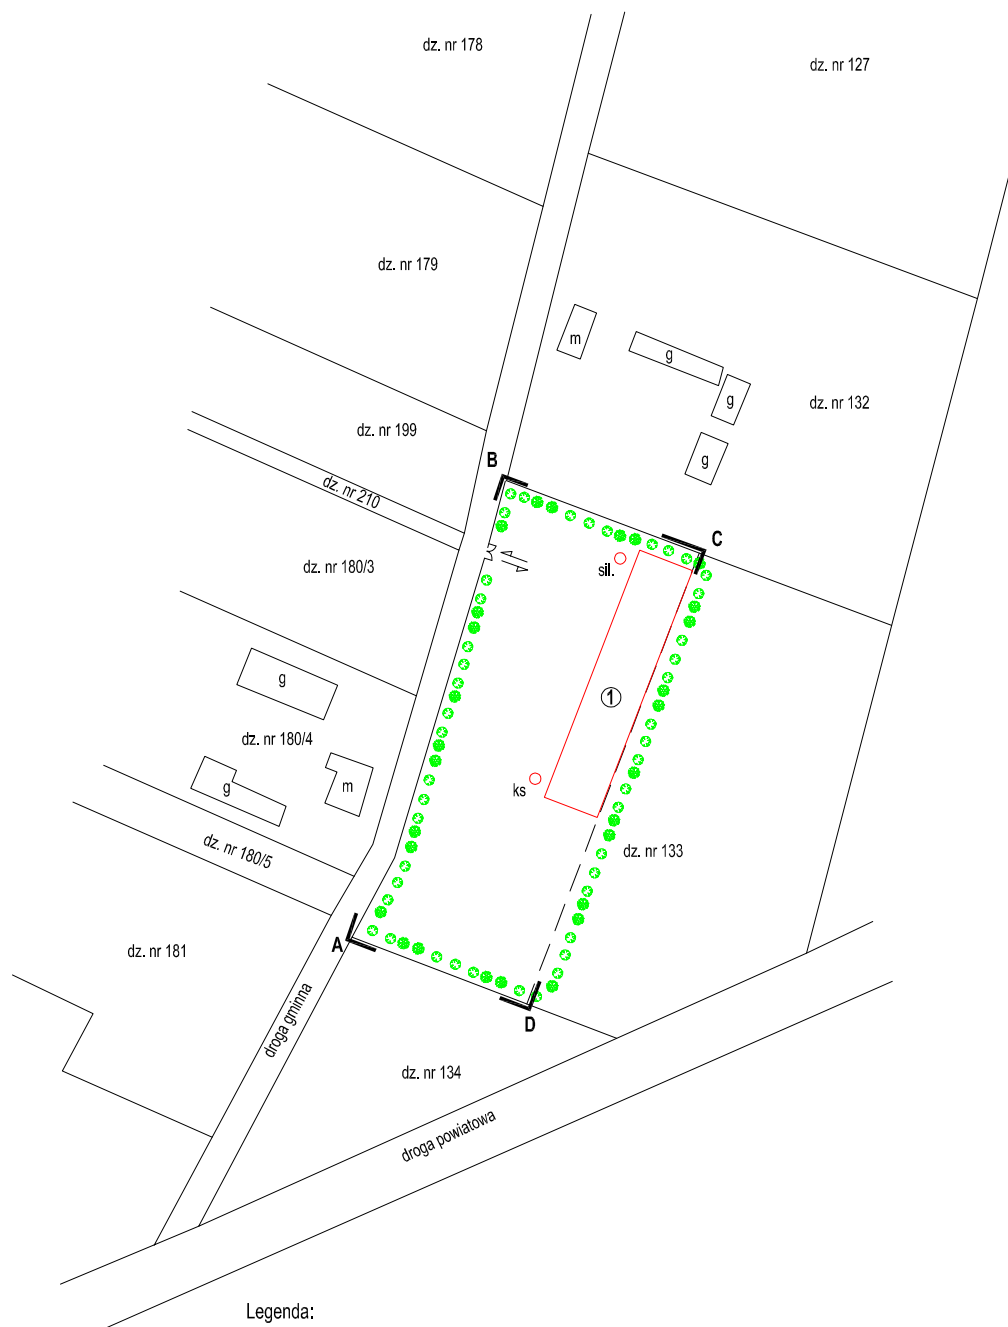 dz. nr 178
dz. nr 127
dz. nr 179
m
g
g
dz. nr 132
dz. nr 199
g
B
dz. nr 210
C
dz. nr 180/3
sil.
g
1
dz. nr 180/4
g
m
ks
dz. nr 180/5
dz. nr 133
A
dz. nr 181
droga gminna
D
dz. nr 134
droga powiatowa
Legenda: